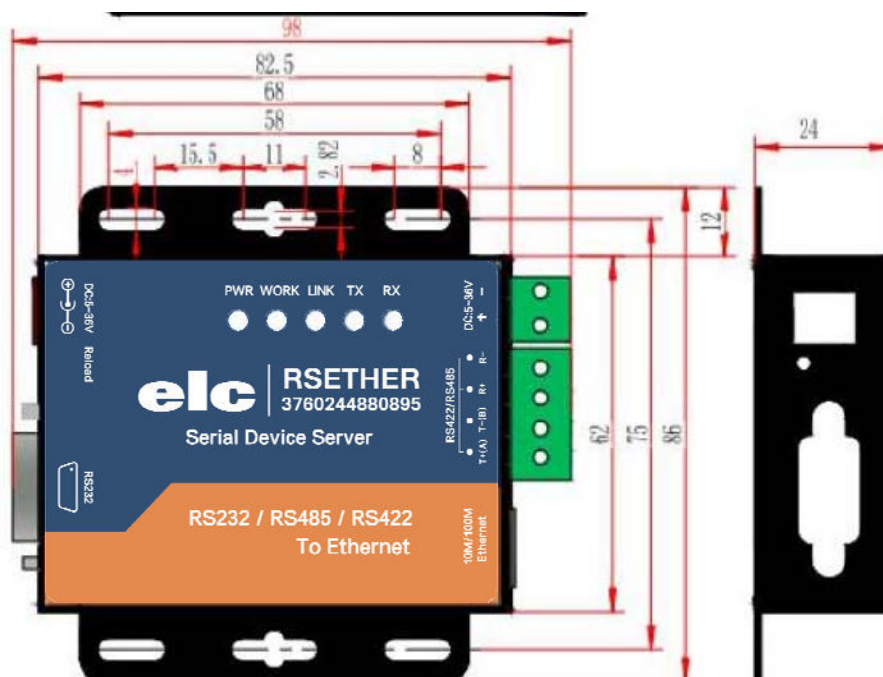 98
82.5
68
58
15.5
11
2.82
8
24
12
PWR WORK LINK TX RX
DC:5~36V
Reload
RS232
elc
RSETHER
3760244880895
Serial Device Server
RS232 / RS485 / RS422
To Ethernet
DC:5~36V
RS422/RS485
R-
R+
T-(B)
T+(A)
10M/100M
Ethernet
62
75
86